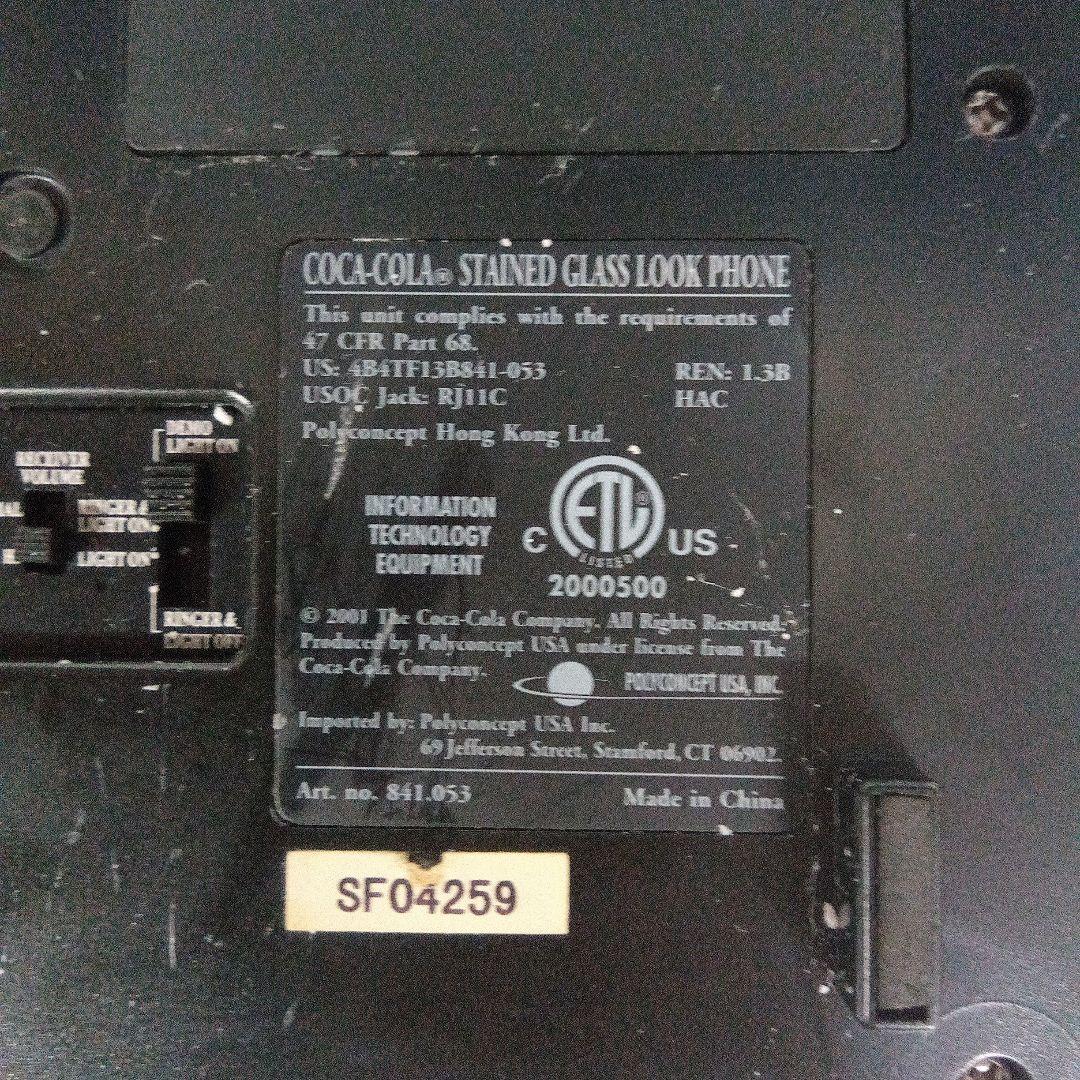 COCA-COLA® STAINED GLASS LOOK PHONE
This unit complies with the requirements of
47 CFR Part 68.
US: 4B4TF13B841-053 REN: 1.3B
USOC Jack: RJ11C HAC
Polyconcept Hong Kong Ltd.
INFORMATION
TECHNOLOGY
EQUIPMENT
C ETL® US
LISTED
2000500
© 2001 The Coca-Cola Company. All Rights Reserved.
Produced by Polyconcept USA under license from The
Coca-Cola Company.
POLYCONCEPT USA, INC.
Imported by: Polyconcept USA Inc.
69 Jefferson Street, Stamford, CT 06902.
Art. no. 841.053 Made in China
SF04259
DEMO
LIGHT ON
RECEIVER
VOLUME
RINGER &
LIGHT ON
LIGHT ON
RINGER &
LIGHT OFF